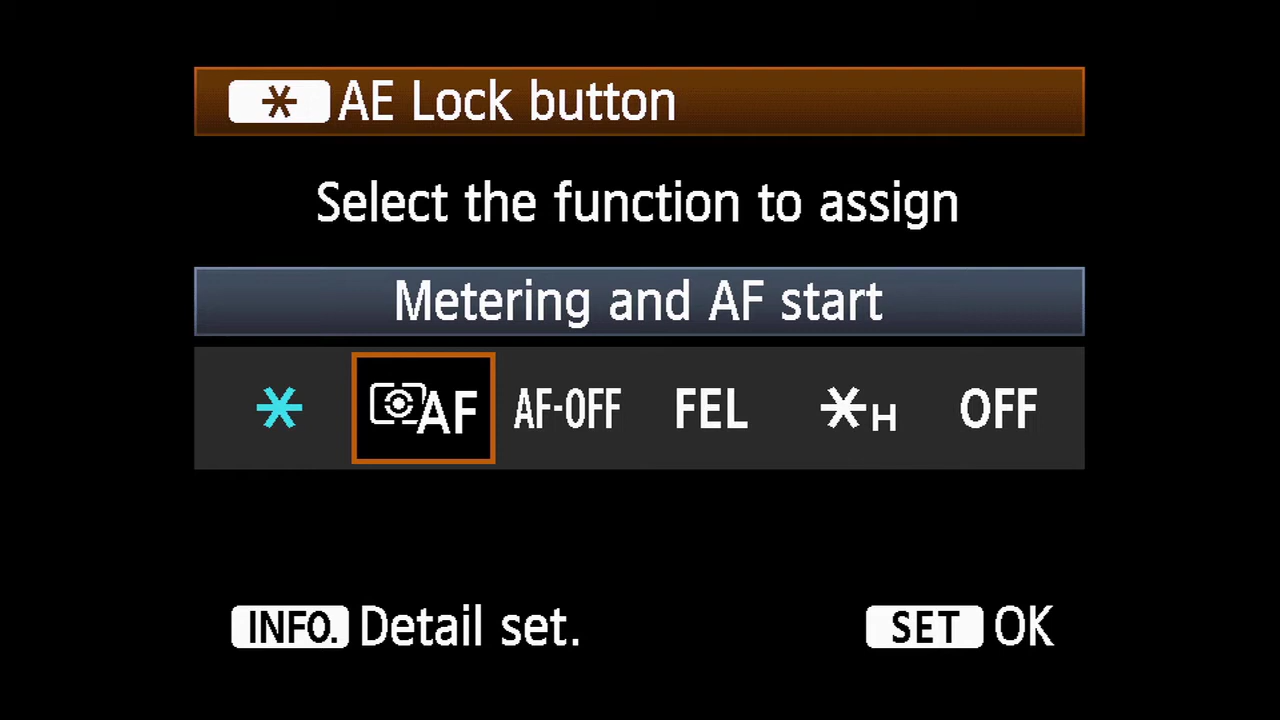 * AE Lock button
Select the function to assign
Metering and AF start
* AF AF-OFF FEL *H OFF
INFO. Detail set. SET OK